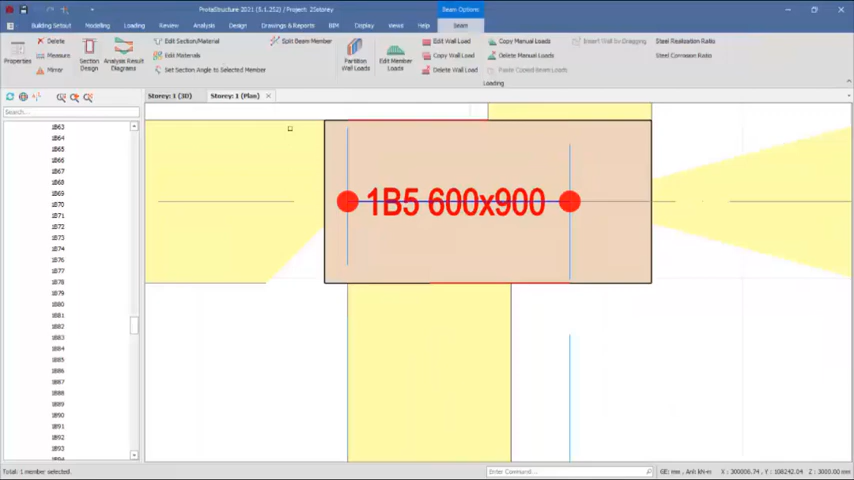 ProtaStructure 2021 (5.1.252) / Project: 2Storey
Beam Options
Building Setout Modelling Loading Review Analysis Design Drawings & Reports BIM Display Views Help Beam
Properties
Delete
Measure
Mirror
Section Design
Analysis Result Diagrams
Edit Section/Material
Edit Materials
Set Section Angle to Selected Member
Split Beam Member
Partition Wall Loads
Edit Member Loads
Edit Wall Load
Copy Wall Load
Delete Wall Load
Copy Manual Loads
Delete Manual Loads
Paste Copied Beam Loads
Insert Wall by Dragging
Steel Realization Ratio
Steel Corrosion Ratio
Loading
Storey: 1 (3D) Storey: 1 (Plan)
Search...
1B63
1B64
1B65
1B66
1B67
1B68
1B69
1B70
1B71
1B72
1B73
1B74
1B75
1B76
1B77
1B78
1B79
1B80
1B81
1B82
1B83
1B84
1B85
1B86
1B87
1B88
1B89
1B90
1B91
1B92
1B93
1B94
1B5 600x900
Total: 1 member selected.
Enter Command...
GE: mm , Anh kN-m X : 300006.74 , Y : 108242.04 Z : 3000.00 mm